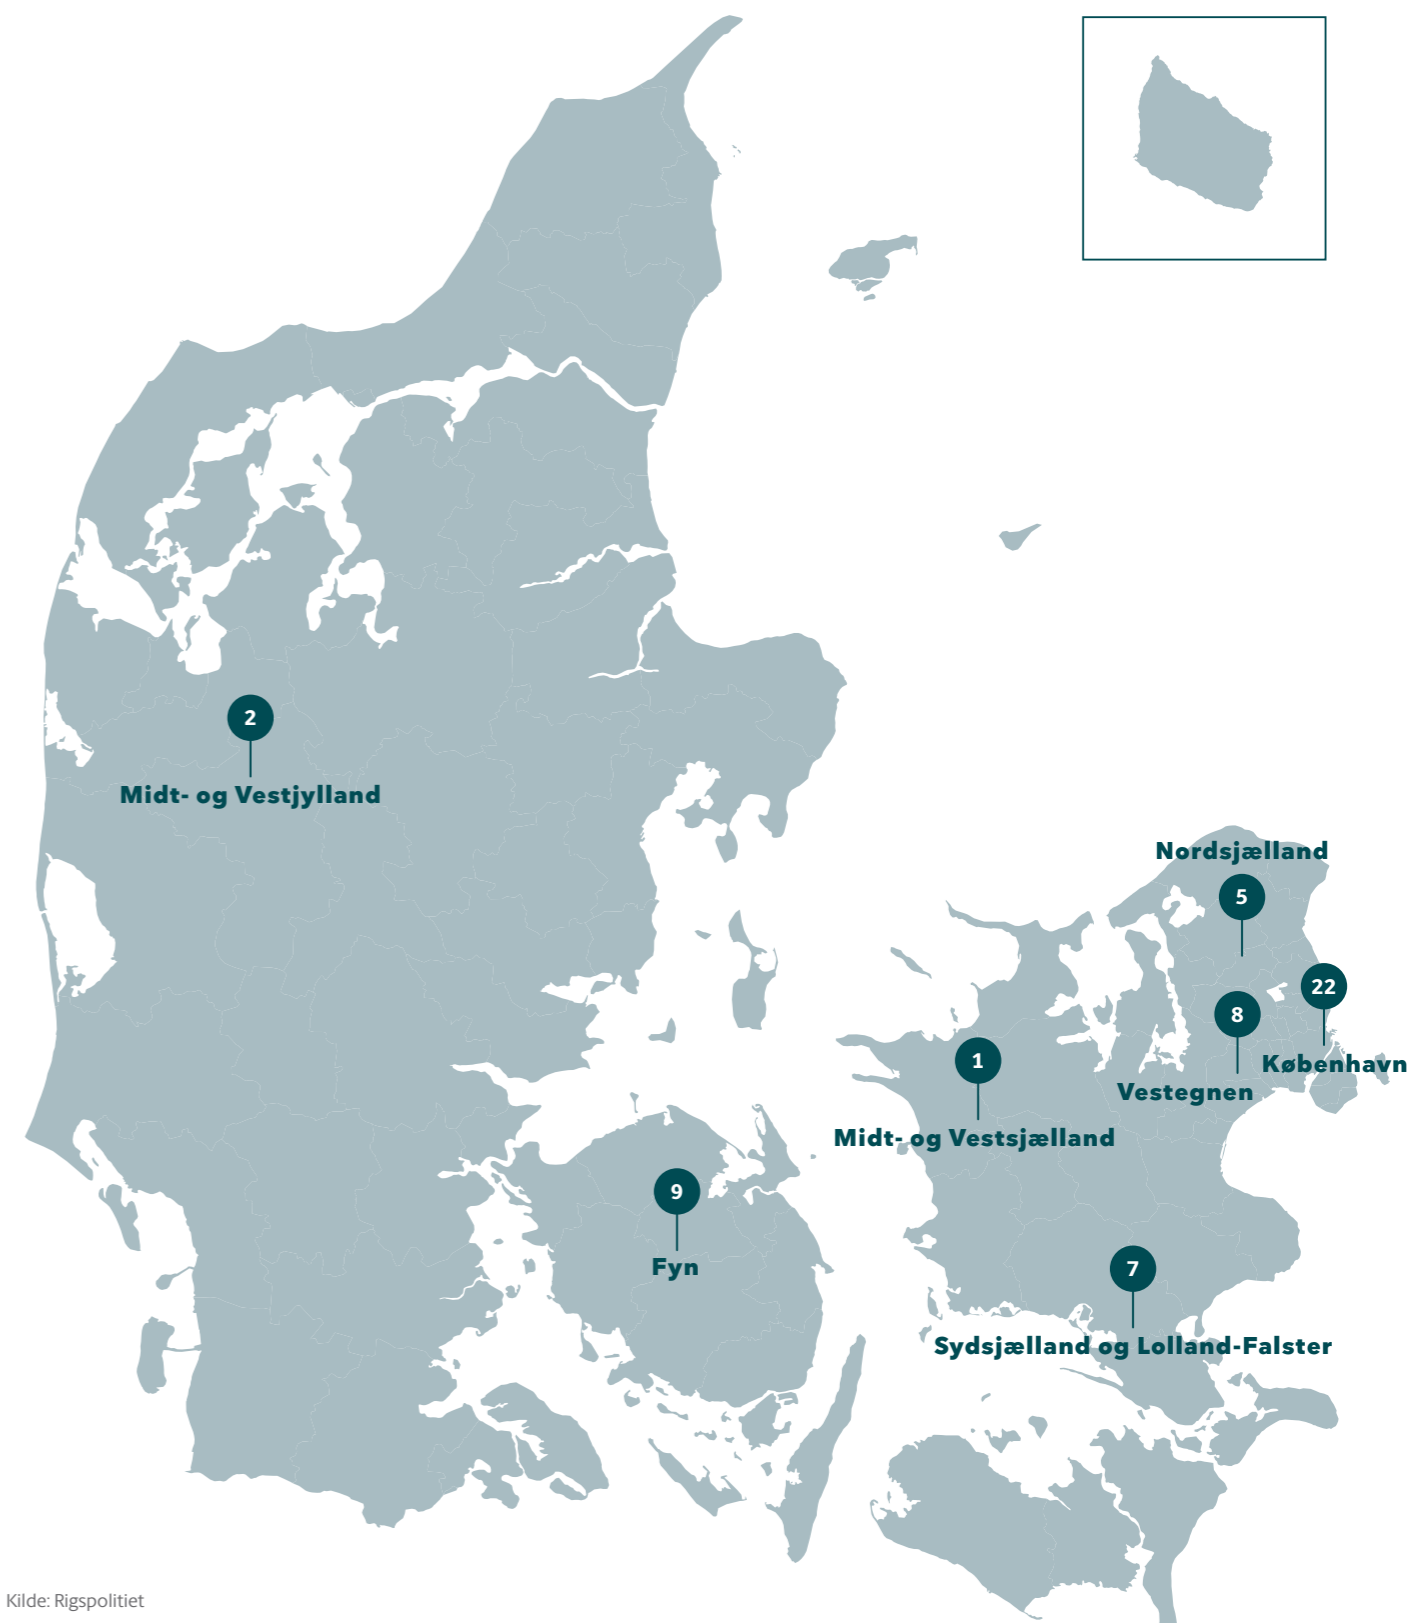 2
Midt- og Vestjylland
Nordsjælland
5
22
København
8
Vestegnen
1
Midt- og Vestsjælland
9
Fyn
7
Sydsjælland og Lolland-Falster
Kilde: Rigspolitiet